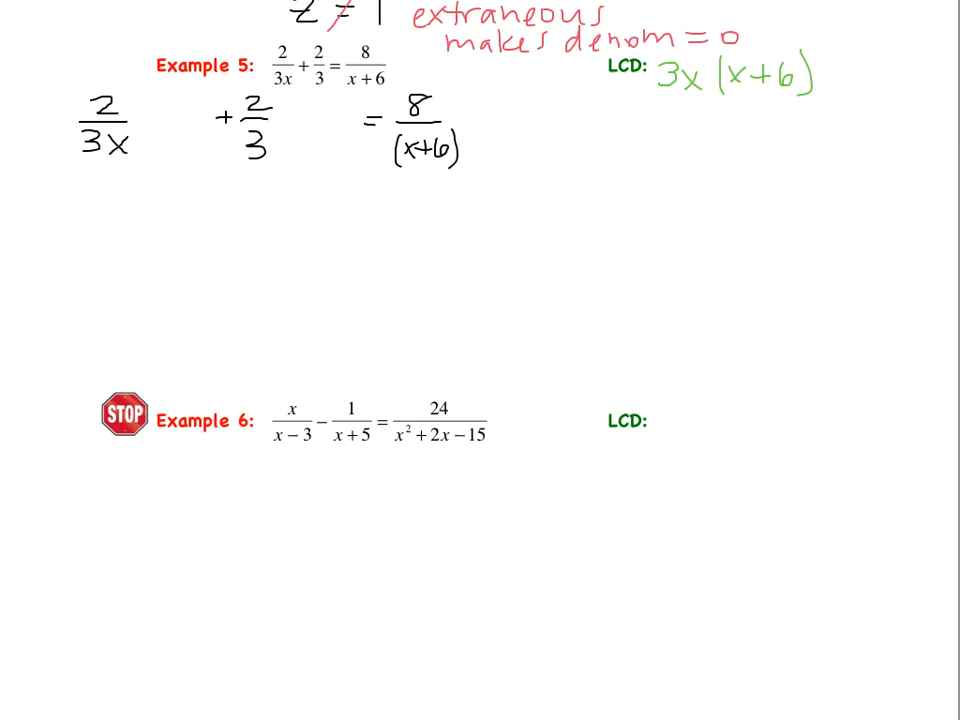 z = 1 extraneous
makes denom = 0
Example 5: 2/3x + 2/3 = 8/x + 6 LCD: 3x (x+6)
2/3x + 2/3 = 8/(x+6)
STOP Example 6: x/x − 3 − 1/x + 5 = 24/x² + 2x − 15 LCD: